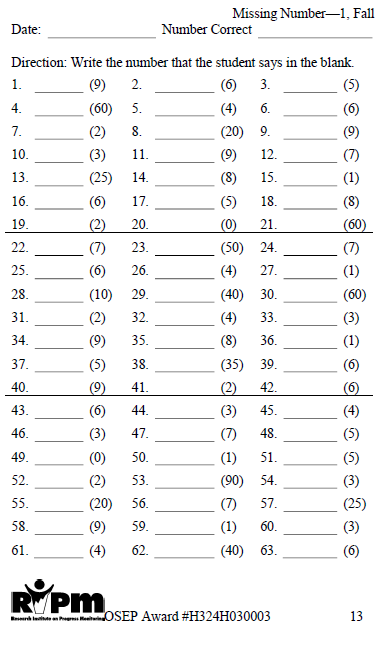 Missing Number—1, Fall
Date: ______________ Number Correct ______________
Direction: Write the number that the student says in the blank.
1. _______ (9) 2. _______ (6) 3. _______ (5)
4. _______ (60) 5. _______ (4) 6. _______ (6)
7. _______ (2) 8. _______ (20) 9. _______ (9)
10. _______ (3) 11. _______ (9) 12. _______ (7)
13. _______ (25) 14. _______ (8) 15. _______ (1)
16. _______ (6) 17. _______ (5) 18. _______ (8)
19. _______ (2) 20. _______ (0) 21. _______ (60)
22. _______ (7) 23. _______ (50) 24. _______ (7)
25. _______ (6) 26. _______ (4) 27. _______ (1)
28. _______ (10) 29. _______ (40) 30. _______ (60)
31. _______ (2) 32. _______ (4) 33. _______ (3)
34. _______ (9) 35. _______ (8) 36. _______ (1)
37. _______ (5) 38. _______ (35) 39. _______ (6)
40. _______ (9) 41. _______ (2) 42. _______ (6)
43. _______ (6) 44. _______ (3) 45. _______ (4)
46. _______ (3) 47. _______ (7) 48. _______ (5)
49. _______ (0) 50. _______ (1) 51. _______ (5)
52. _______ (2) 53. _______ (90) 54. _______ (3)
55. _______ (20) 56. _______ (7) 57. _______ (25)
58. _______ (9) 59. _______ (1) 60. _______ (3)
61. _______ (4) 62. _______ (40) 63. _______ (6)
RIPM
Research Institute on Progress Monitoring
OSEP Award #H324H030003 13